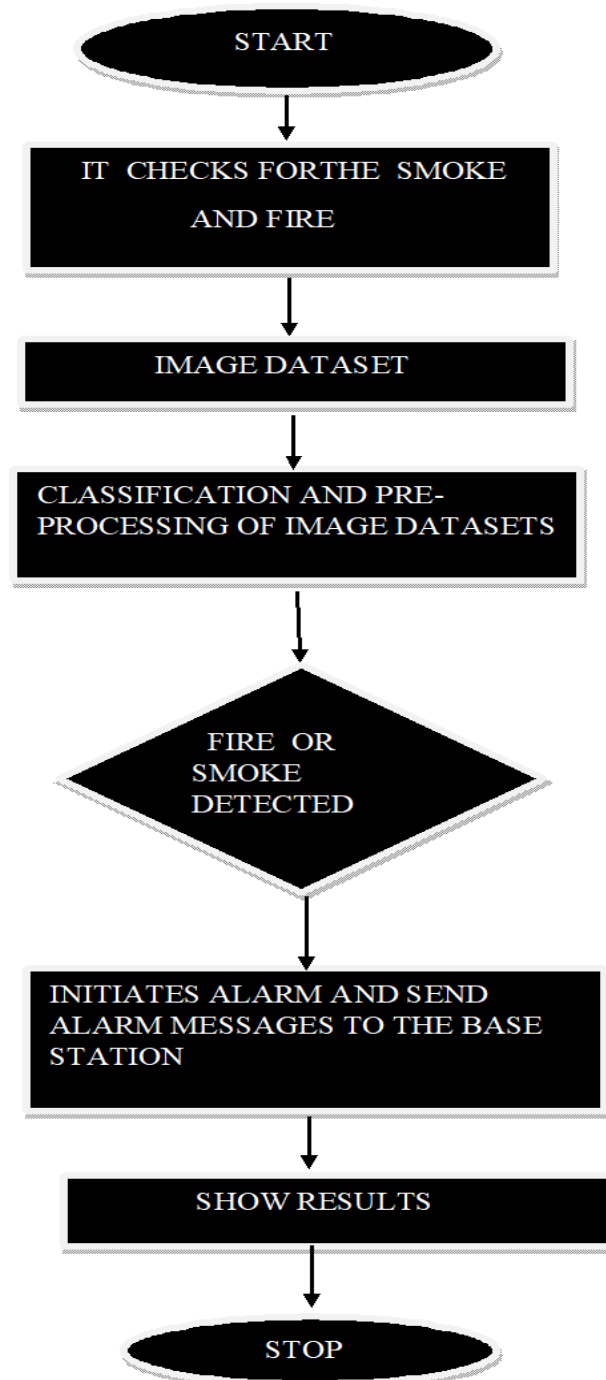 START
IT CHECKS FORTHE SMOKE
AND FIRE
IMAGE DATASET
CLASSIFICATION AND PRE-
PROCESSING OF IMAGE DATASETS
FIRE OR
SMOKE
DETECTED
INITIATES ALARM AND SEND
ALARM MESSAGES TO THE BASE
STATION
SHOW RESULTS
STOP